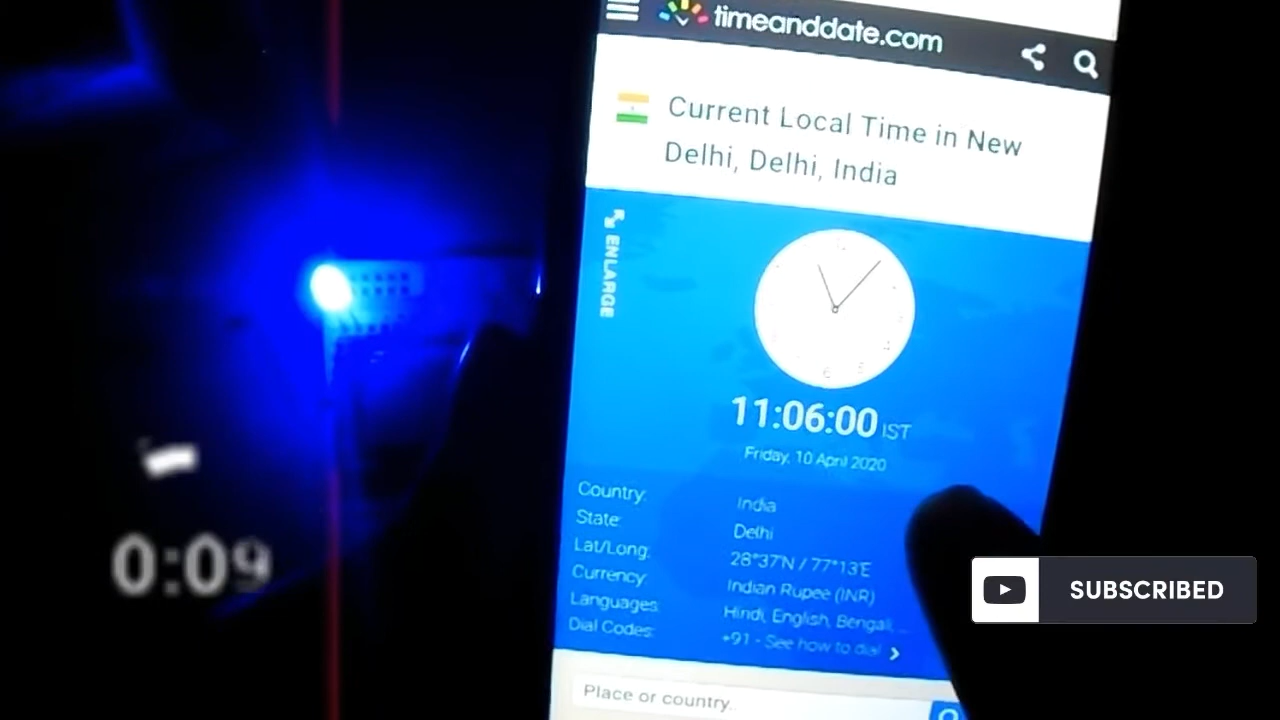 timeanddate.com
Current Local Time in New
Delhi, Delhi, India
ENLARGE
11:06:00 IST
Friday, 10 April 2020
Country: India
State: Delhi
Lat/Long: 28°37'N / 77°13'E
Currency: Indian Rupee (INR)
Languages: Hindi, English, Bengali, ...
Dial Codes: +91 - See how to dial
Place or country...
0:09
SUBSCRIBED